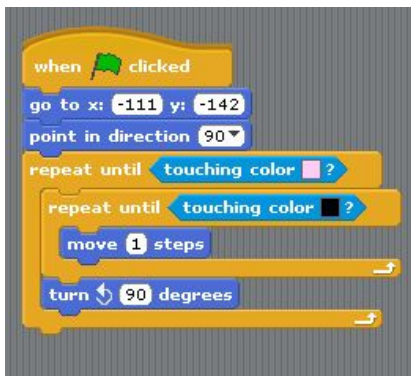 when clicked
go to x: -111 y: -142
point in direction 90
repeat until touching color ?
repeat until touching color ?
move 1 steps
turn 90 degrees